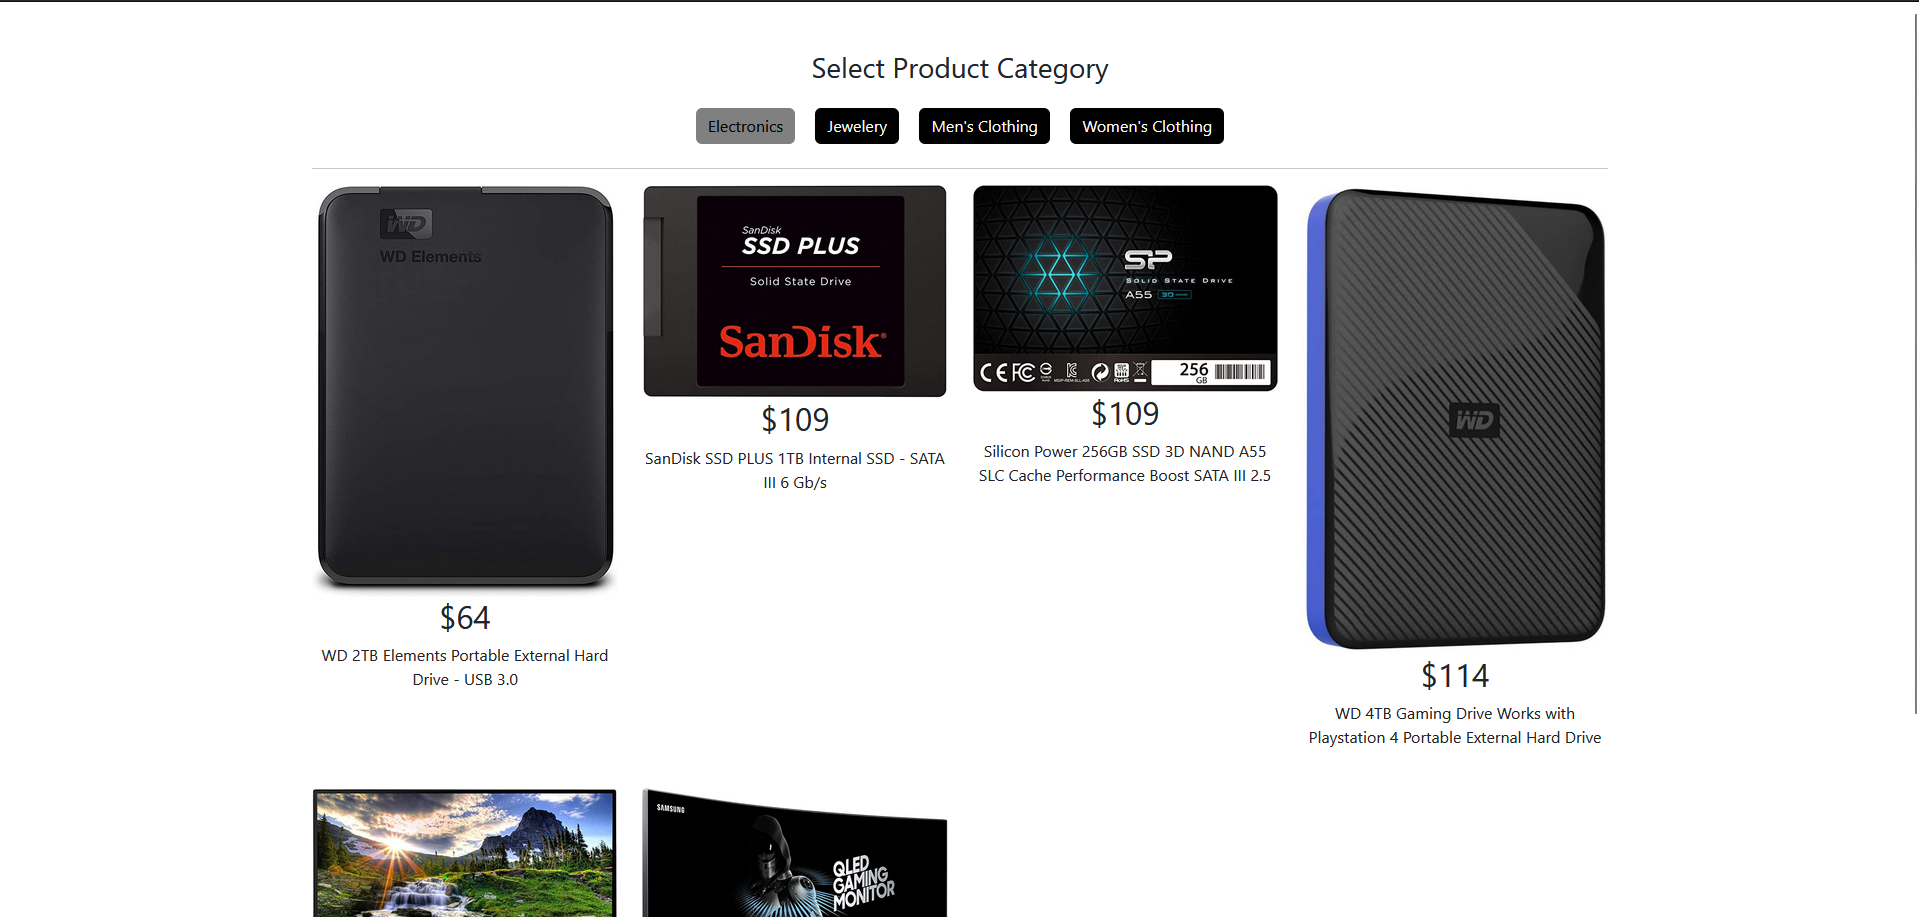 Select Product Category
Electronics
Jewelery
Men's Clothing
Women's Clothing
WD
WD Elements
$64
WD 2TB Elements Portable External Hard
Drive - USB 3.0
SanDisk
SSD PLUS
Solid State Drive
SanDisk
$109
SanDisk SSD PLUS 1TB Internal SSD - SATA
III 6 Gb/s
SP
SOLID STATE DRIVE
A55 3D
CE FC RoHS
256
GB
$109
Silicon Power 256GB SSD 3D NAND A55
SLC Cache Performance Boost SATA III 2.5
WD
$114
WD 4TB Gaming Drive Works with
Playstation 4 Portable External Hard Drive
SAMSUNG
QLED
GAMING
MONITOR